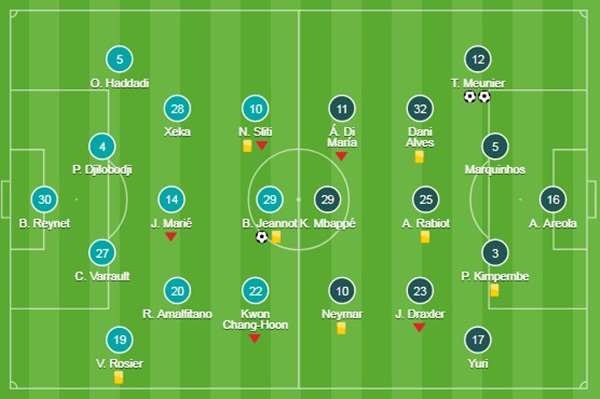 5
O. Haddadi
12
T. Meunier
28
Xeka
10
N. Sliti
11
Á. Di
María
32
Dani
Alves
4
P. Djilobodji
5
Marquinhos
30
B. Reynet
14
J. Marié
29
B. Jeannot
29
K. Mbappé
25
A. Rabiot
16
A. Areola
27
C. Varrault
3
P. Kimpembe
20
R. Amalfitano
22
Kwon
Chang-Hoon
10
Neymar
23
J. Draxler
19
V. Rosier
17
Yuri